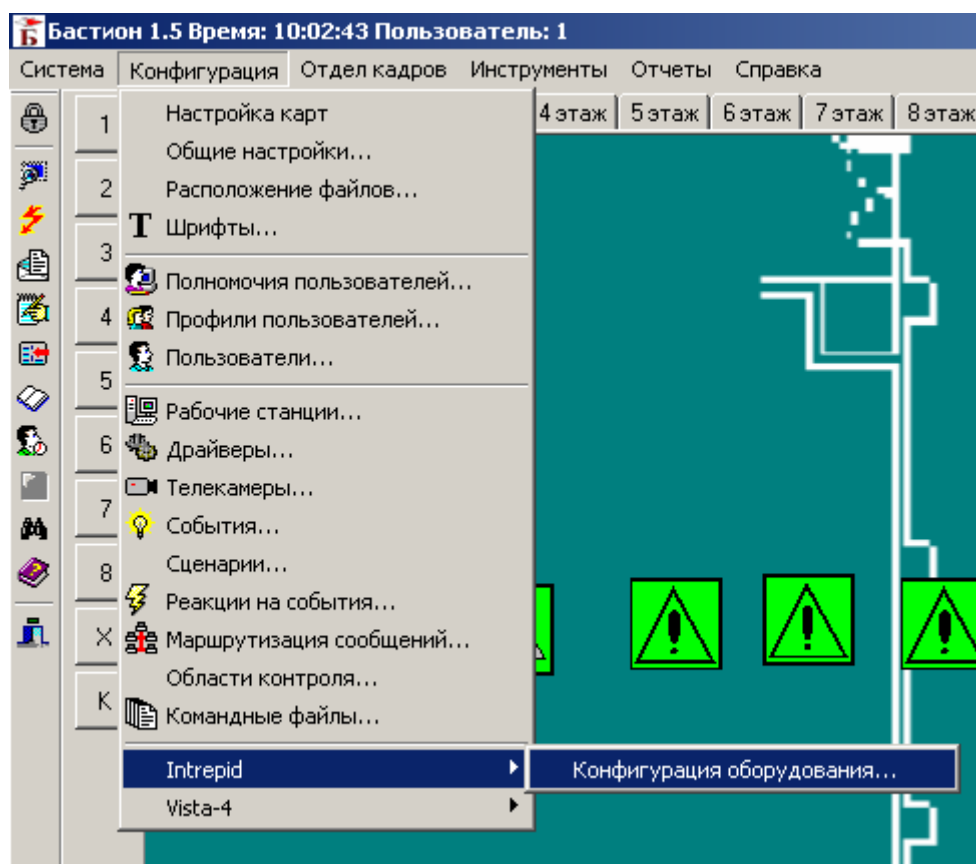 Бастион 1.5 Время: 10:02:43 Пользователь: 1
Система Конфигурация Отдел кадров Инструменты Отчеты Справка
4 этаж 5 этаж 6 этаж 7 этаж 8 этаж
1
2
3
4
5
6
7
8
X
К
Настройка карт
Общие настройки...
Расположение файлов...
T Шрифты...
Полномочия пользователей...
Профили пользователей...
Пользователи...
Рабочие станции...
Драйверы...
Телекамеры...
События...
Сценарии...
Реакции на события...
Маршрутизация сообщений...
Области контроля...
Командные файлы...
Intrepid
Конфигурация оборудования...
Vista-4